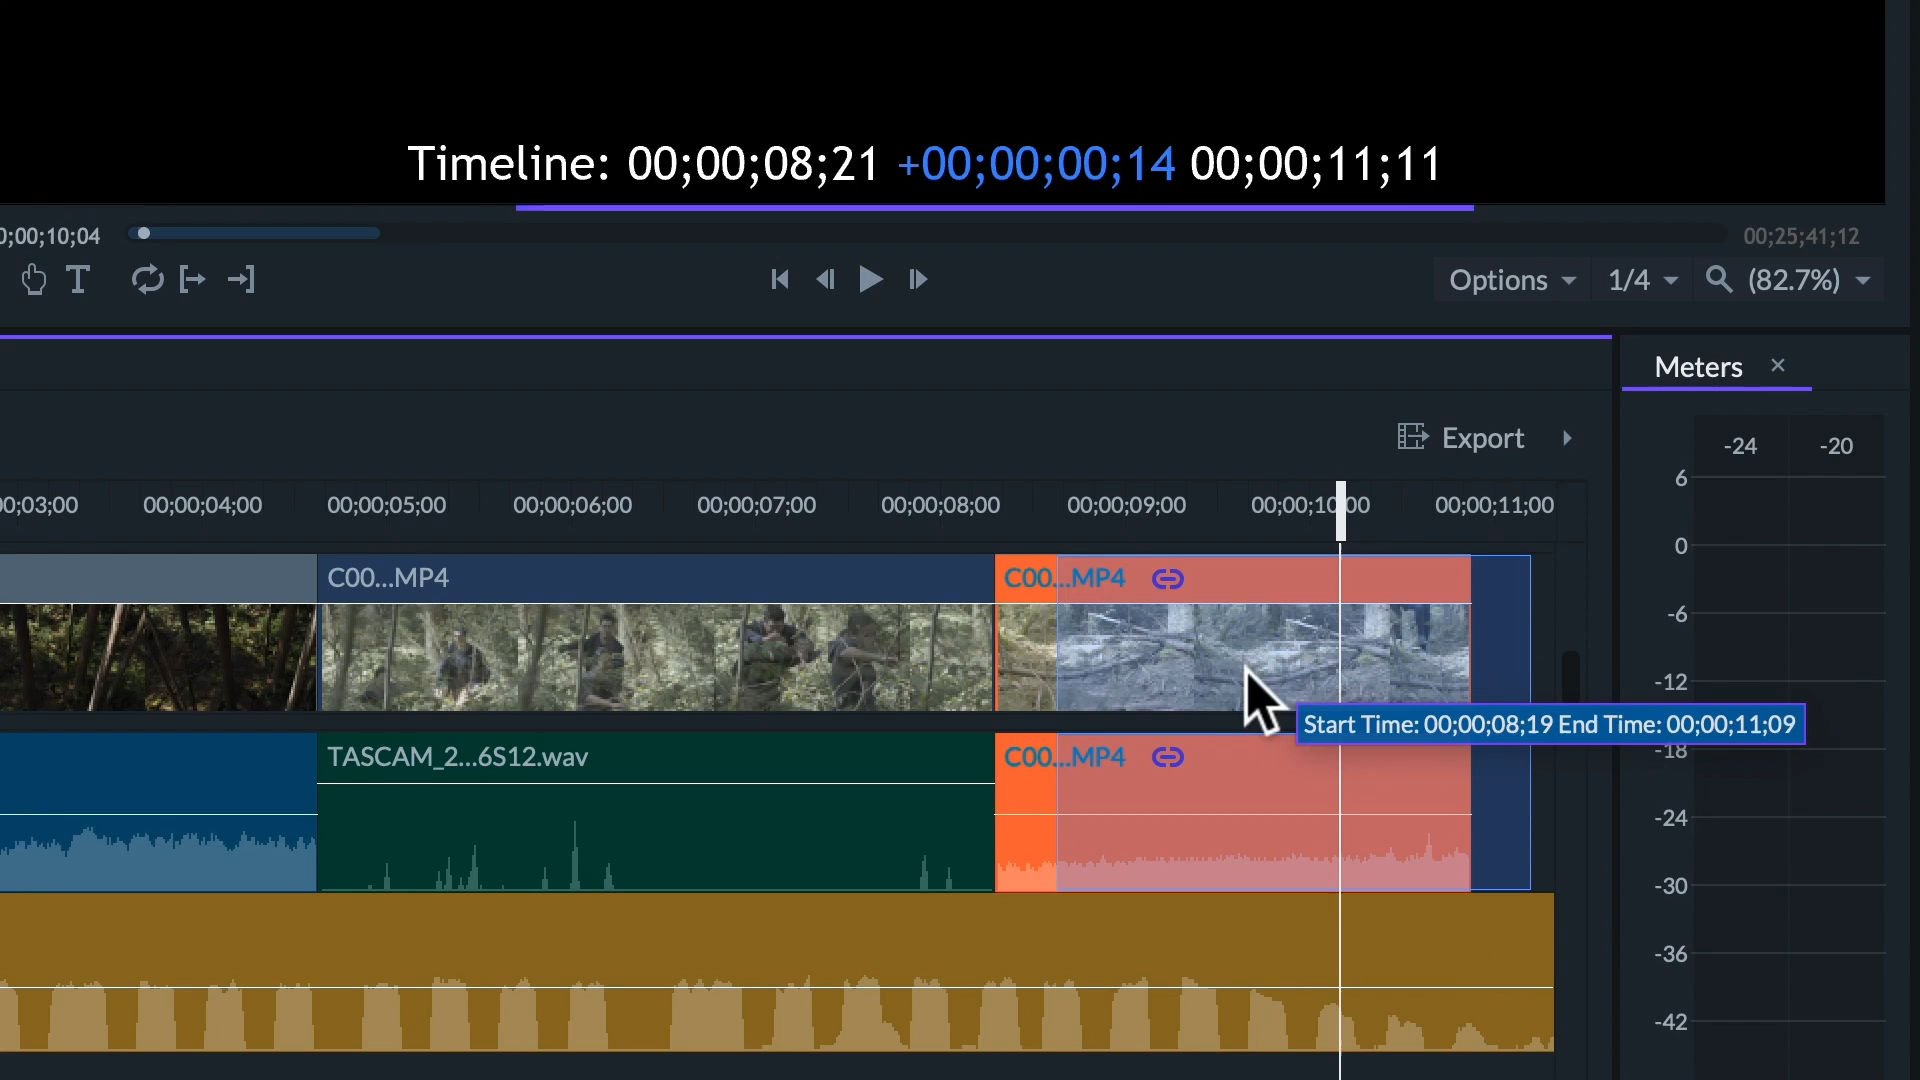 Timeline: 00;00;08;21 +00;00;00;14 00;00;11;11
0;00;10;04
00;25;41;12
T
Options
1/4
(82.7%)
Meters
Export
-24 -20
00;03;00 00;00;04;00 00;00;05;00 00;00;06;00 00;00;07;00 00;00;08;00 00;00;09;00 00;00;10;00 00;00;11;00
C00...MP4
C00...MP4
Start Time: 00;00;08;19 End Time: 00;00;11;09
TASCAM_2...6S12.wav
C00...MP4
6
0
-6
-12
-18
-24
-30
-36
-42